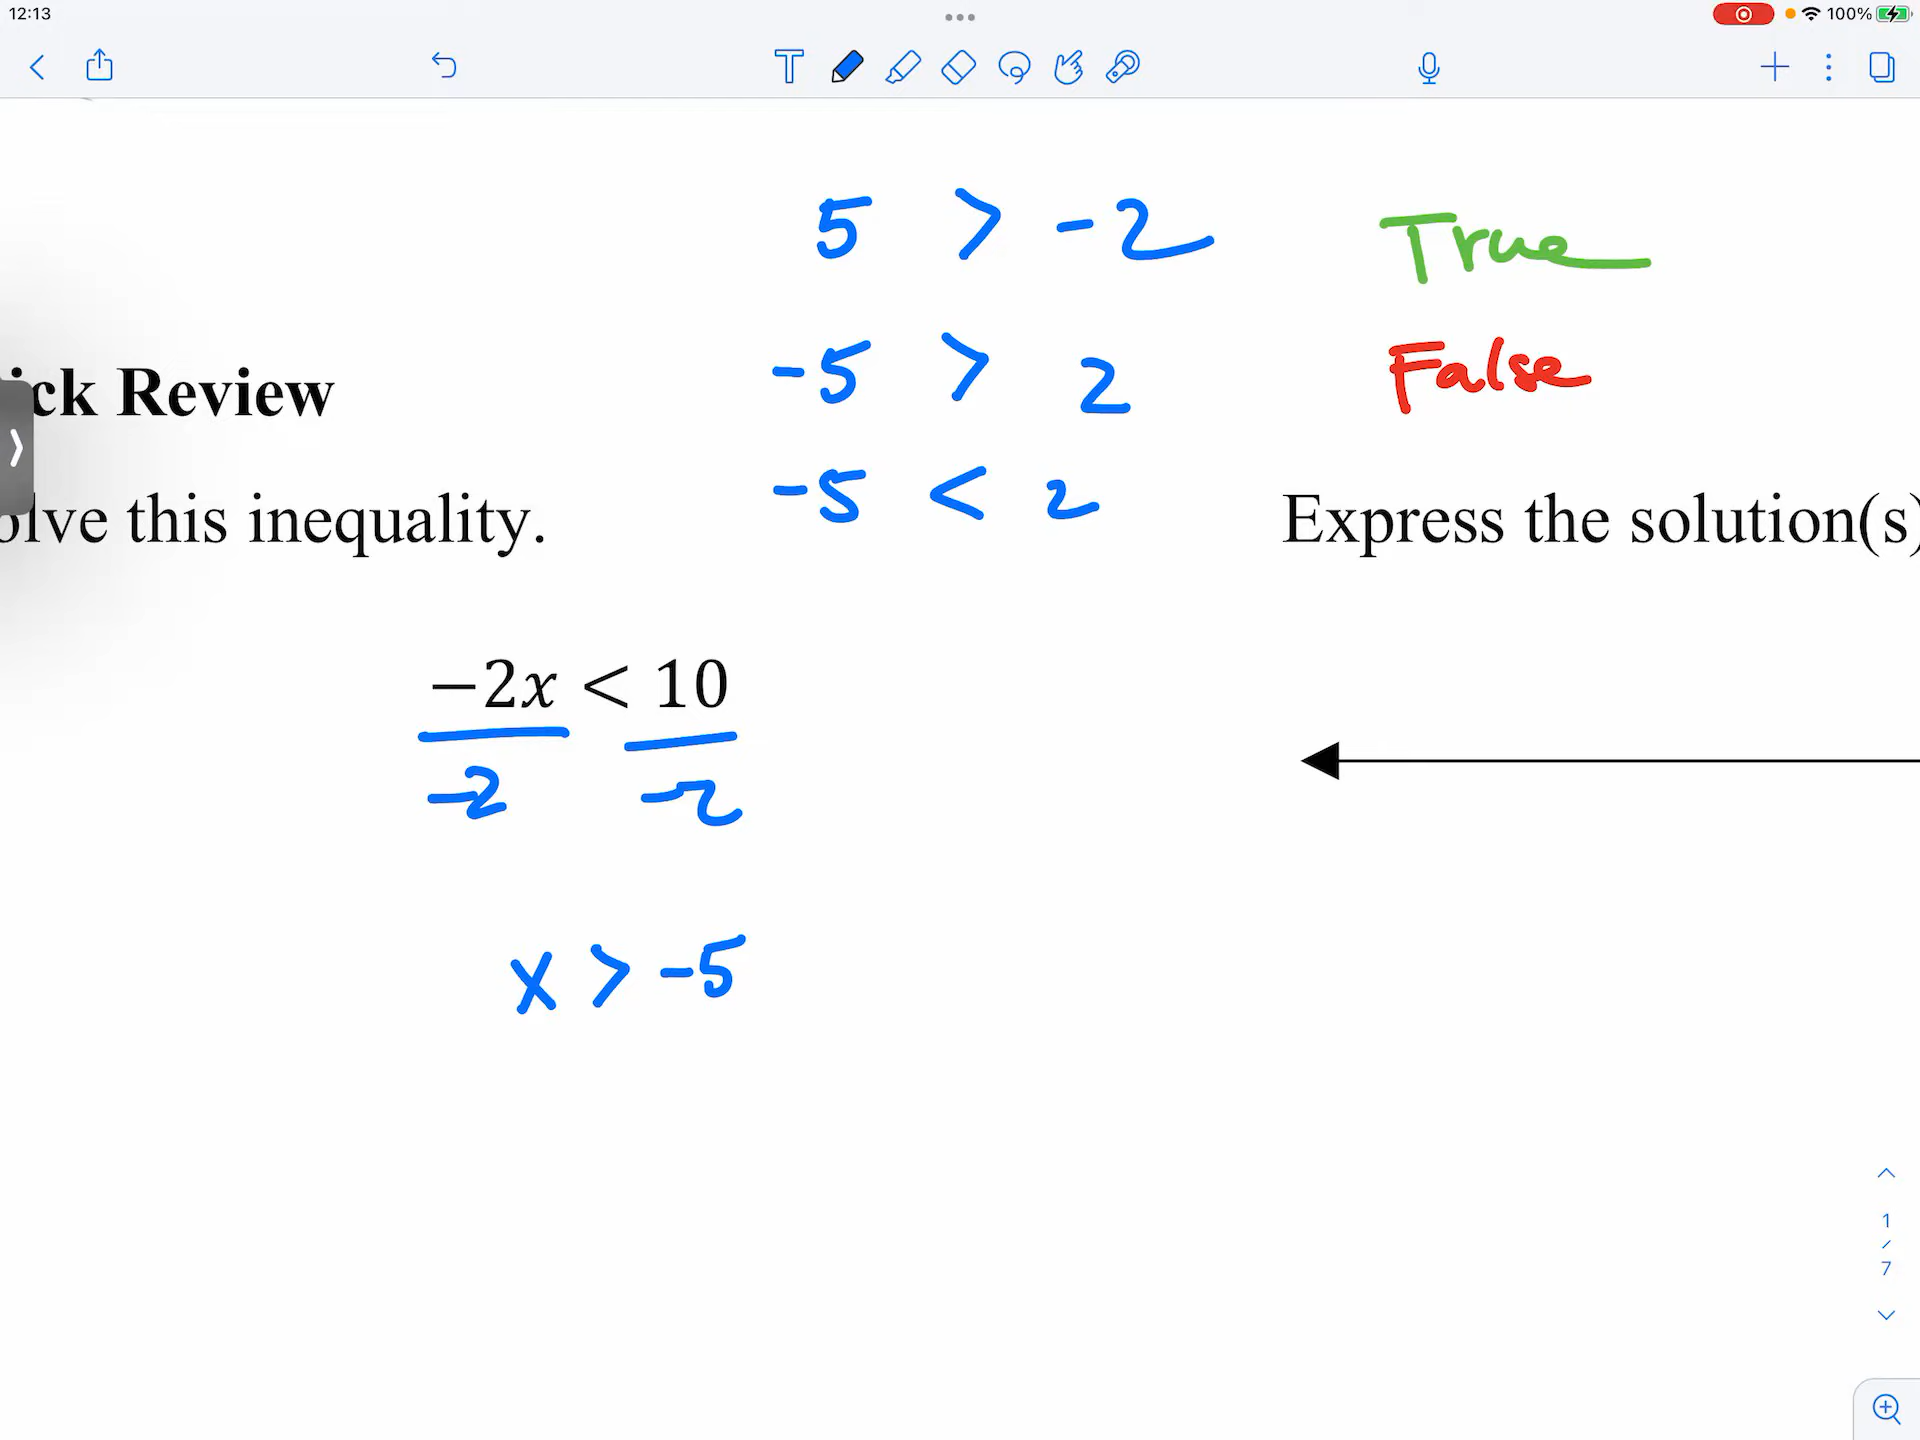 12:13
100%
5 > -2 True
-5 > 2 False
ick Review
-5 < 2
olve this inequality.
Express the solution(s)
−2x < 10
-2 -2
x > -5
1
/
7